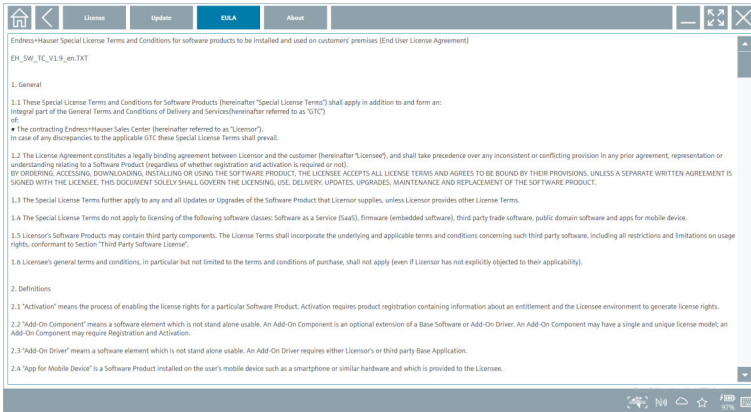 License Update EULA About
Endress+Hauser Special License Terms and Conditions for software products to be installed and used on customers' premises (End User License Agreement)
EH_SW_TC_V1.9_en.TXT
1. General
1.1 These Special License Terms and Conditions for Software Products (hereinafter "Special License Terms") shall apply in addition to and form an:
Integral part of the General Terms and Conditions of Delivery and Services(hereinafter referred to as "GTC")
of:
● The contracting Endress+Hauser Sales Center (hereinafter referred to as "Licensor").
In case of any discrepancies to the applicable GTC these Special License Terms shall prevail.
1.2 The License Agreement constitutes a legally binding agreement between Licensor and the customer (hereinafter "Licensee"), and shall take precedence over any inconsistent or conflicting provision in any prior agreement, representation or
understanding relating to a Software Product (regardless of whether registration and activation is required or not).
BY ORDERING, ACCESSING, DOWNLOADING, INSTALLING OR USING THE SOFTWARE PRODUCT, THE LICENSEE ACCEPTS ALL LICENSE TERMS AND AGREES TO BE BOUND BY THEIR PROVISIONS. UNLESS A SEPARATE WRITTEN AGREEMENT IS
SIGNED WITH THE LICENSEE, THIS DOCUMENT SOLELY SHALL GOVERN THE LICENSING, USE, DELIVERY, UPDATES, UPGRADES, MAINTENANCE AND REPLACEMENT OF THE SOFTWARE PRODUCT.
1.3 The Special License Terms further apply to any and all Updates or Upgrades of the Software Product that Licensor supplies, unless Licensor provides other License Terms.
1.4 The Special License Terms do not apply to licensing of the following software classes: Software as a Service (SaaS), firmware (embedded software), third party trade software, public domain software and apps for mobile device.
1.5 Licensor's Software Products may contain third party components. The License Terms shall incorporate the underlying and applicable terms and conditions concerning such third party software, including all restrictions and limitations on usage
rights, conformant to Section "Third Party Software License".
1.6 Licensee's general terms and conditions, in particular but not limited to the terms and conditions of purchase, shall not apply (even if Licensor has not explicitly objected to their applicability).
2. Definitions
2.1 "Activation" means the process of enabling the license rights for a particular Software Product. Activation requires product registration containing information about an entitlement and the Licensee environment to generate license rights.
2.2 "Add-On Component" means a software element which is not stand alone usable. An Add-On Component is an optional extension of a Base Software or Add-On Driver. An Add-On Component may have a single and unique license model; an
Add-On Component may require Registration and Activation.
2.3 "Add-On Driver" means a software element which is not stand alone usable. An Add-On Driver requires either Licensor's or third party Base Application.
2.4 "App for Mobile Device" is a Software Product installed on the user's mobile device such as a smartphone or similar hardware and which is provided to the Licensee.
97%